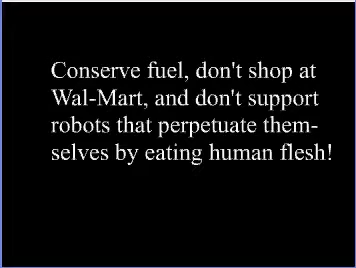 Conserve fuel, don't shop at
Wal-Mart, and don't support
robots that perpetuate them-
selves by eating human flesh!